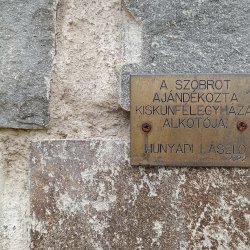 A SZOBROT
AJÁNDÉKOZTA
KISKUNFÉLEGYHÁZA
ALKOTÓJA,
HUNYADI LÁSZLÓ